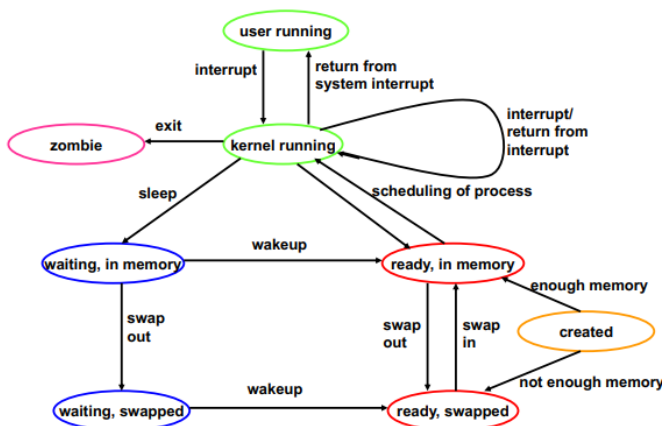 user running
interrupt
return from
system interrupt
exit
interrupt/
return from
interrupt
zombie
kernel running
sleep
scheduling of process
wakeup
waiting, in memory
ready, in memory
enough memory
swap
out
swap
out
swap
in
created
not enough memory
wakeup
waiting, swapped
ready, swapped